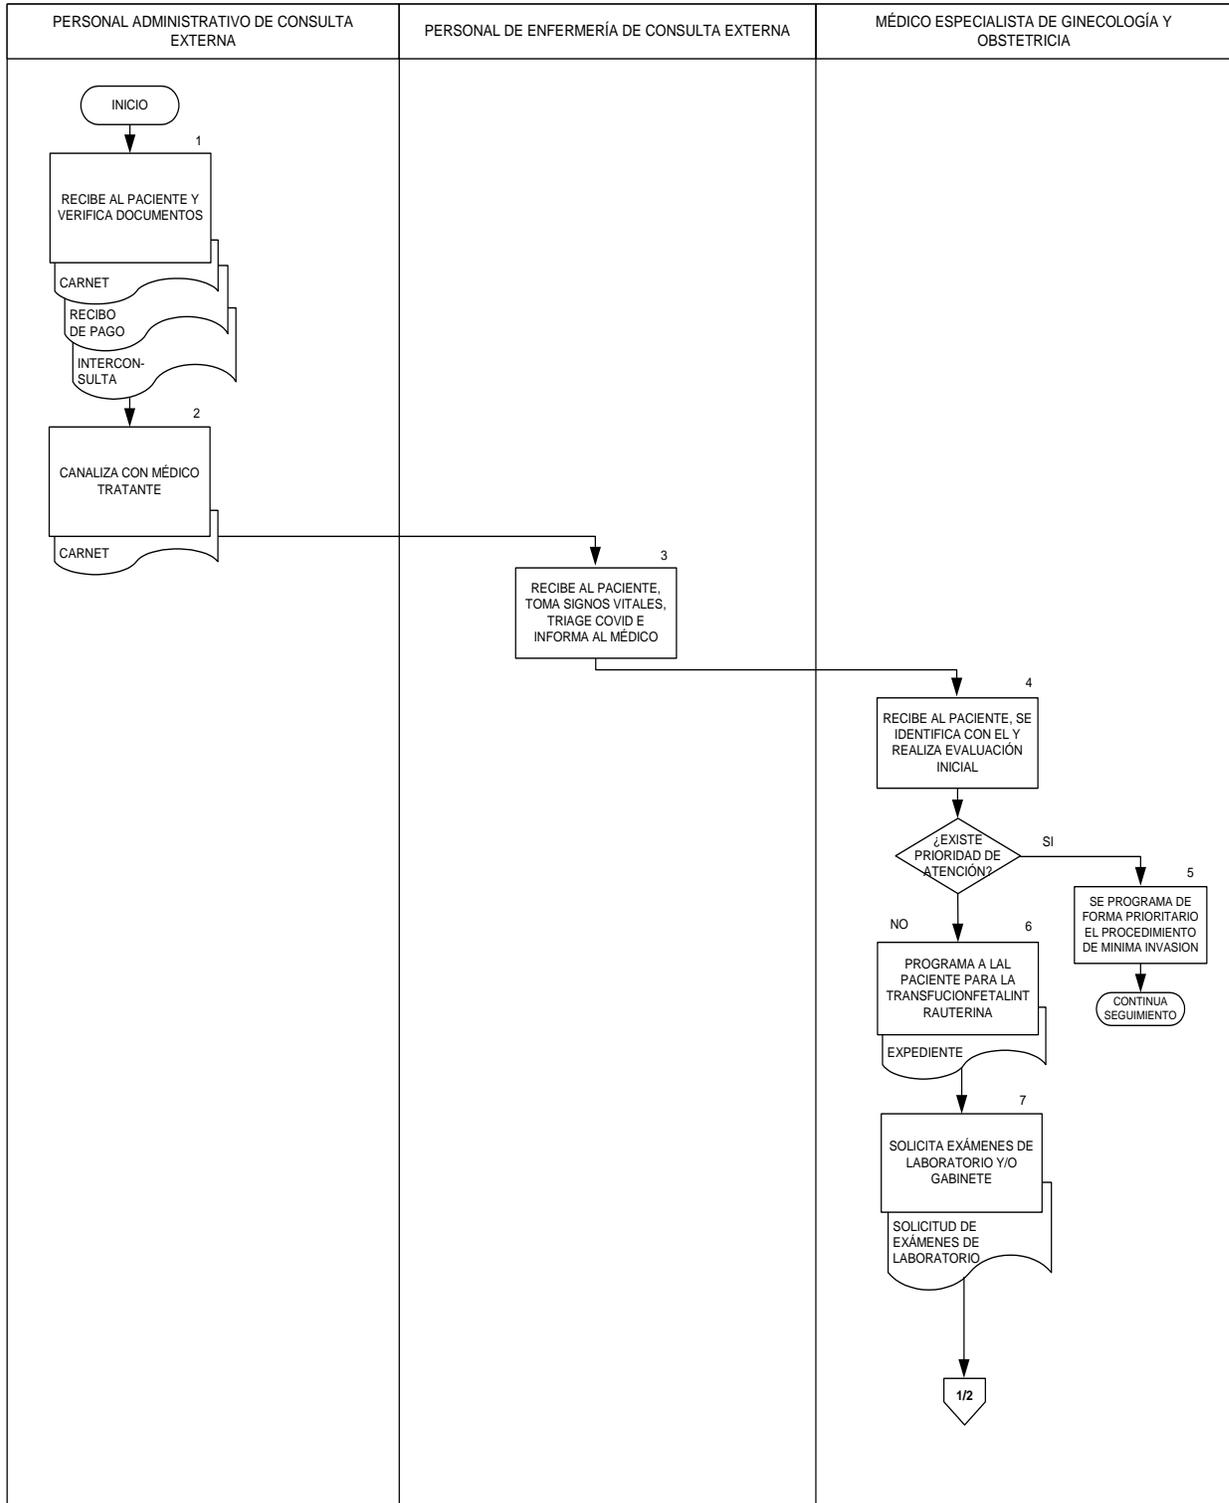 PERSONAL ADMINISTRATIVO DE CONSULTA
EXTERNA
PERSONAL DE ENFERMERÍA DE CONSULTA EXTERNA
MÉDICO ESPECIALISTA DE GINECOLOGÍA Y
OBSTETRICIA
INICIO
1
RECIBE AL PACIENTE Y
VERIFICA DOCUMENTOS
CARNET
RECIBO
DE PAGO
INTERCON-
SULTA
2
CANALIZA CON MÉDICO
TRATANTE
CARNET
3
RECIBE AL PACIENTE,
TOMA SIGNOS VITALES,
TRIAGE COVID E
INFORMA AL MÉDICO
4
RECIBE AL PACIENTE, SE
IDENTIFICA CON EL Y
REALIZA EVALUACIÓN
INICIAL
¿EXISTE
PRIORIDAD DE
ATENCIÓN?
SI
5
SE PROGRAMA DE
FORMA PRIORITARIO
EL PROCEDIMIENTO
DE MINIMA INVASION
CONTINUA
SEGUIMIENTO
NO
6
PROGRAMA A LAL
PACIENTE PARA LA
TRANSFUCIONFETALINT
RAUTERINA
EXPEDIENTE
7
SOLICITA EXÁMENES DE
LABORATORIO Y/O
GABINETE
SOLICITUD DE
EXÁMENES DE
LABORATORIO
1/2